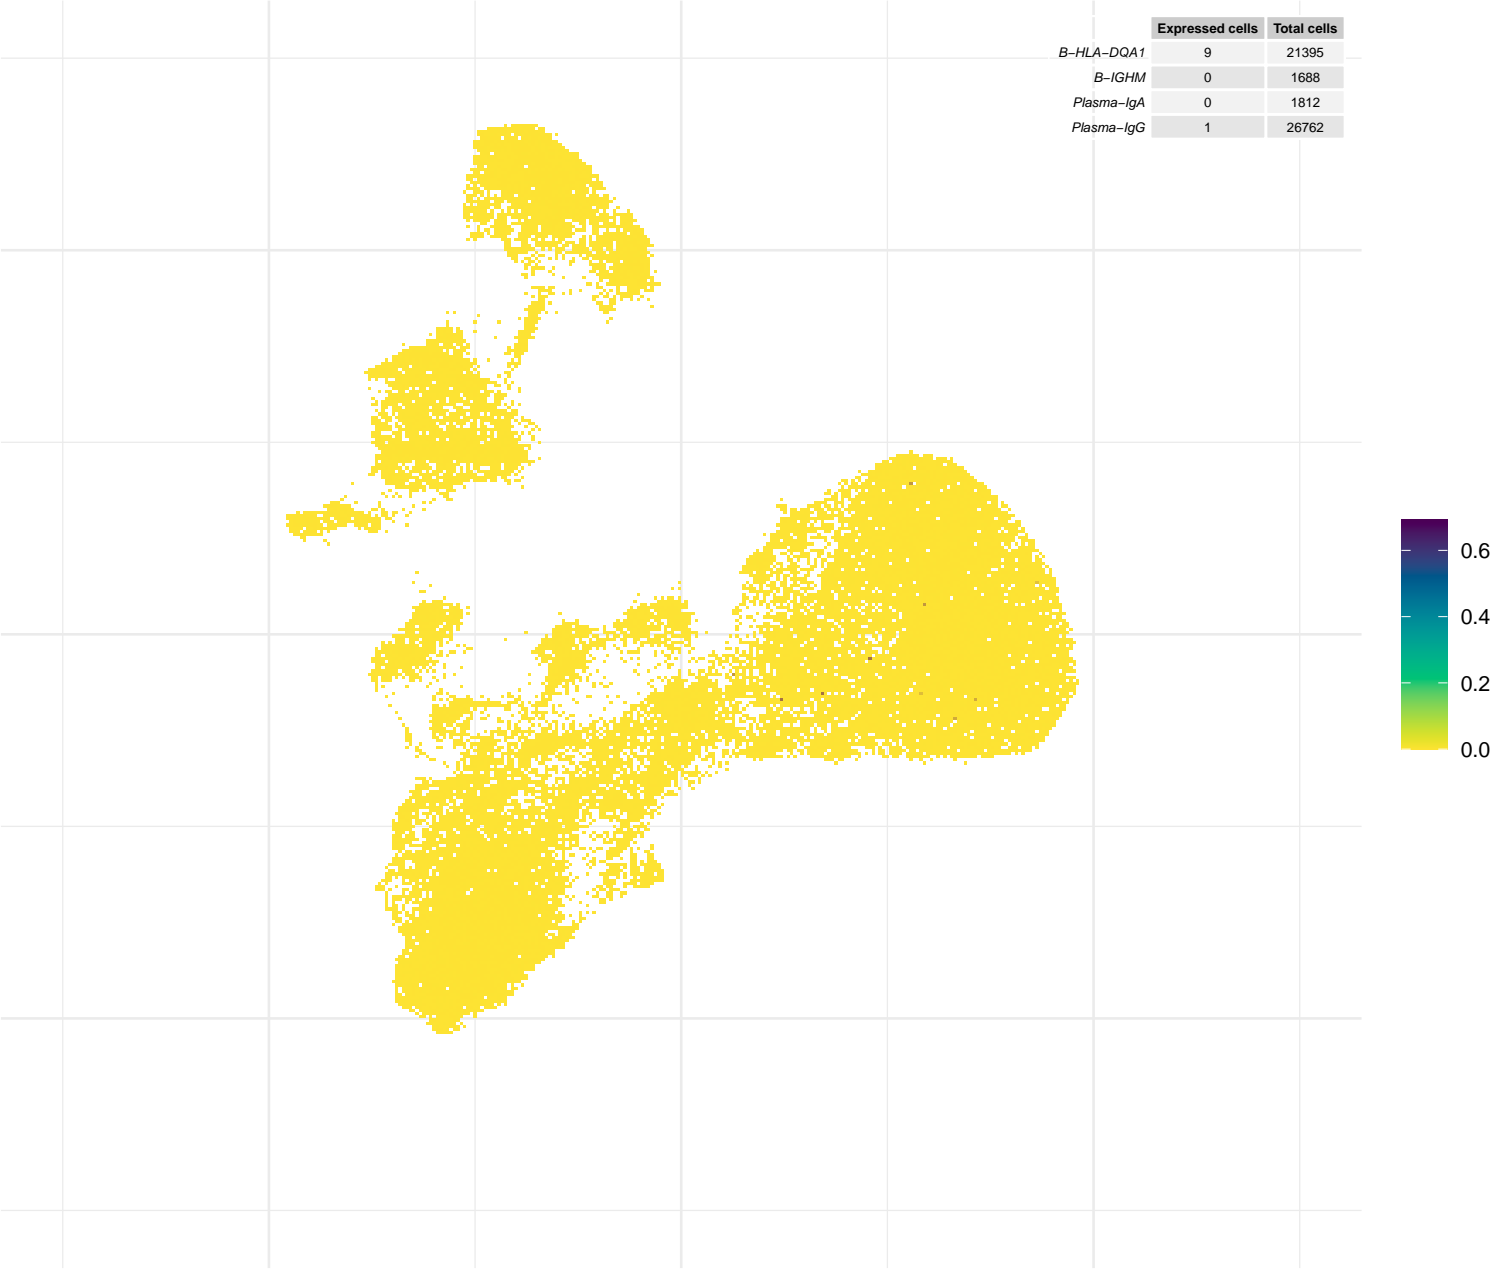 Expressed cells Total cells
B−HLA−DQA1 9 21395
B−IGHM 0 1688
Plasma−IgA 0 1812
Plasma−IgG 1 26762
0.6
0.4
0.2
0.0